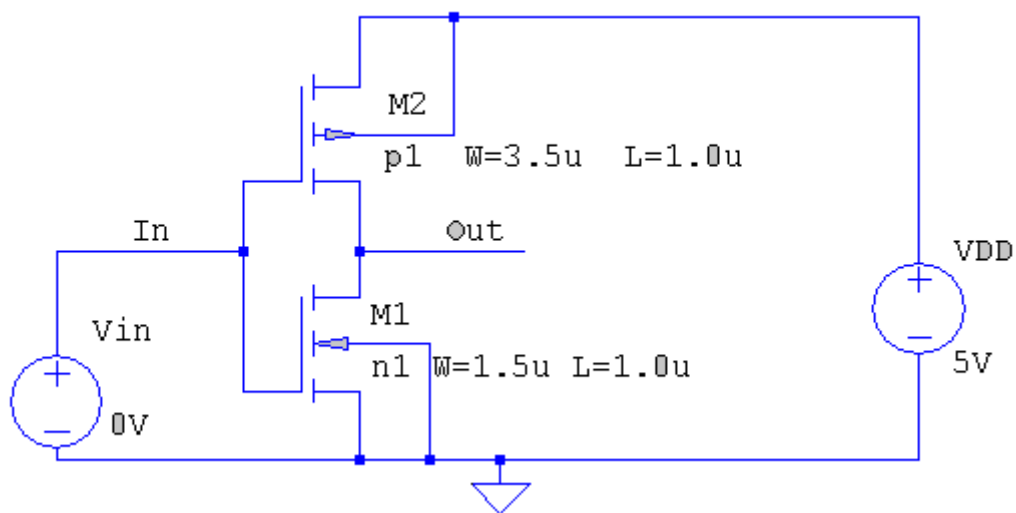 M2
p1 W=3.5u L=1.0u
In
Out
VDD
Vin
M1
n1 W=1.5u L=1.0u
5V
0V